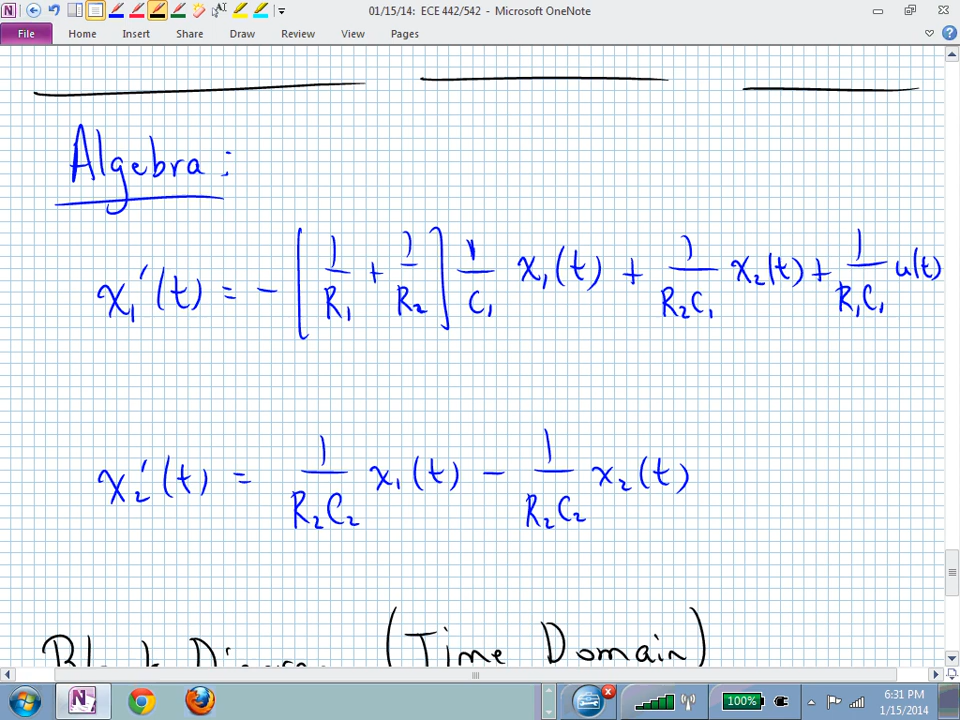 01/15/14: ECE 442/542 - Microsoft OneNote
File Home Insert Share Draw Review View Pages
Algebra:
x₁'(t) = -[1/R₁ + 1/R₂] 1/C₁ x₁(t) + 1/R₂C₁ x₂(t) + 1/R₁C₁ u(t)
x₂'(t) = 1/R₂C₂ x₁(t) - 1/R₂C₂ x₂(t)
Block Diagram (Time Domain)
100%
6:31 PM
1/15/2014